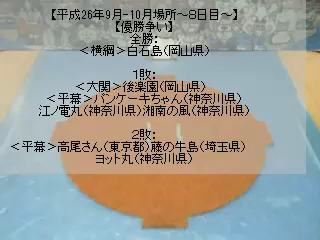 【平成26年9月-10月場所～8日目～】
【優勝争い】
全勝:
＜横綱＞白石島(岡山県)
1敗:
＜大関＞後楽園(岡山県)
＜平幕＞パンケーキちゃん(神奈川県)
江ノ電丸(神奈川県)湘南の風(神奈川県)
2敗:
＜平幕＞高尾さん(東京都)藤の牛島(埼玉県)
ヨット丸(神奈川県)